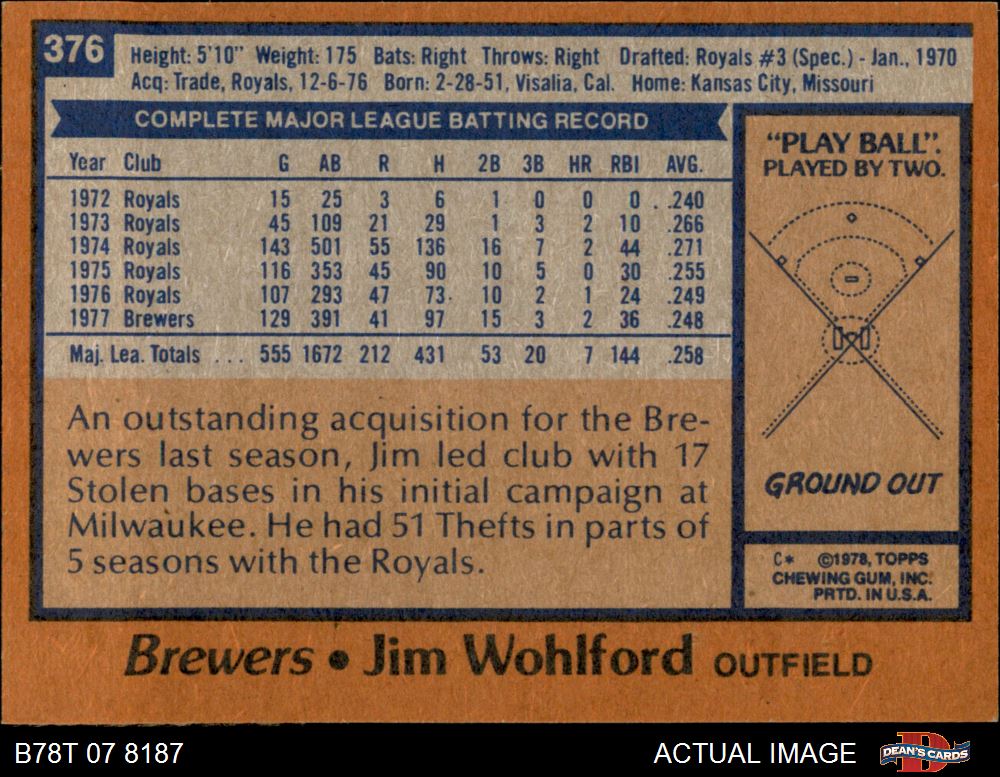 376
Height: 5'10" Weight: 175 Bats: Right Throws: Right Drafted: Royals #3 (Spec.) - Jan., 1970
Acq: Trade, Royals, 12-6-76 Born: 2-28-51, Visalia, Cal. Home: Kansas City, Missouri
COMPLETE MAJOR LEAGUE BATTING RECORD
Year Club G AB R H 2B 3B HR RBI AVG.
1972 Royals 15 25 3 6 1 0 0 0 .240
1973 Royals 45 109 21 29 1 3 2 10 .266
1974 Royals 143 501 55 136 16 7 2 44 .271
1975 Royals 116 353 45 90 10 5 0 30 .255
1976 Royals 107 293 47 73 10 2 1 24 .249
1977 Brewers 129 391 41 97 15 3 2 36 .248
Maj. Lea. Totals ... 555 1672 212 431 53 20 7 144 .258
An outstanding acquisition for the Bre-
wers last season, Jim led club with 17
Stolen bases in his initial campaign at
Milwaukee. He had 51 Thefts in parts of
5 seasons with the Royals.
"PLAY BALL".
PLAYED BY TWO.
GROUND OUT
C* ©1978, TOPPS
CHEWING GUM, INC.
PRTD. IN U.S.A.
Brewers • Jim Wohlford OUTFIELD
B78T 07 8187
ACTUAL IMAGE
DEAN'S CARDS